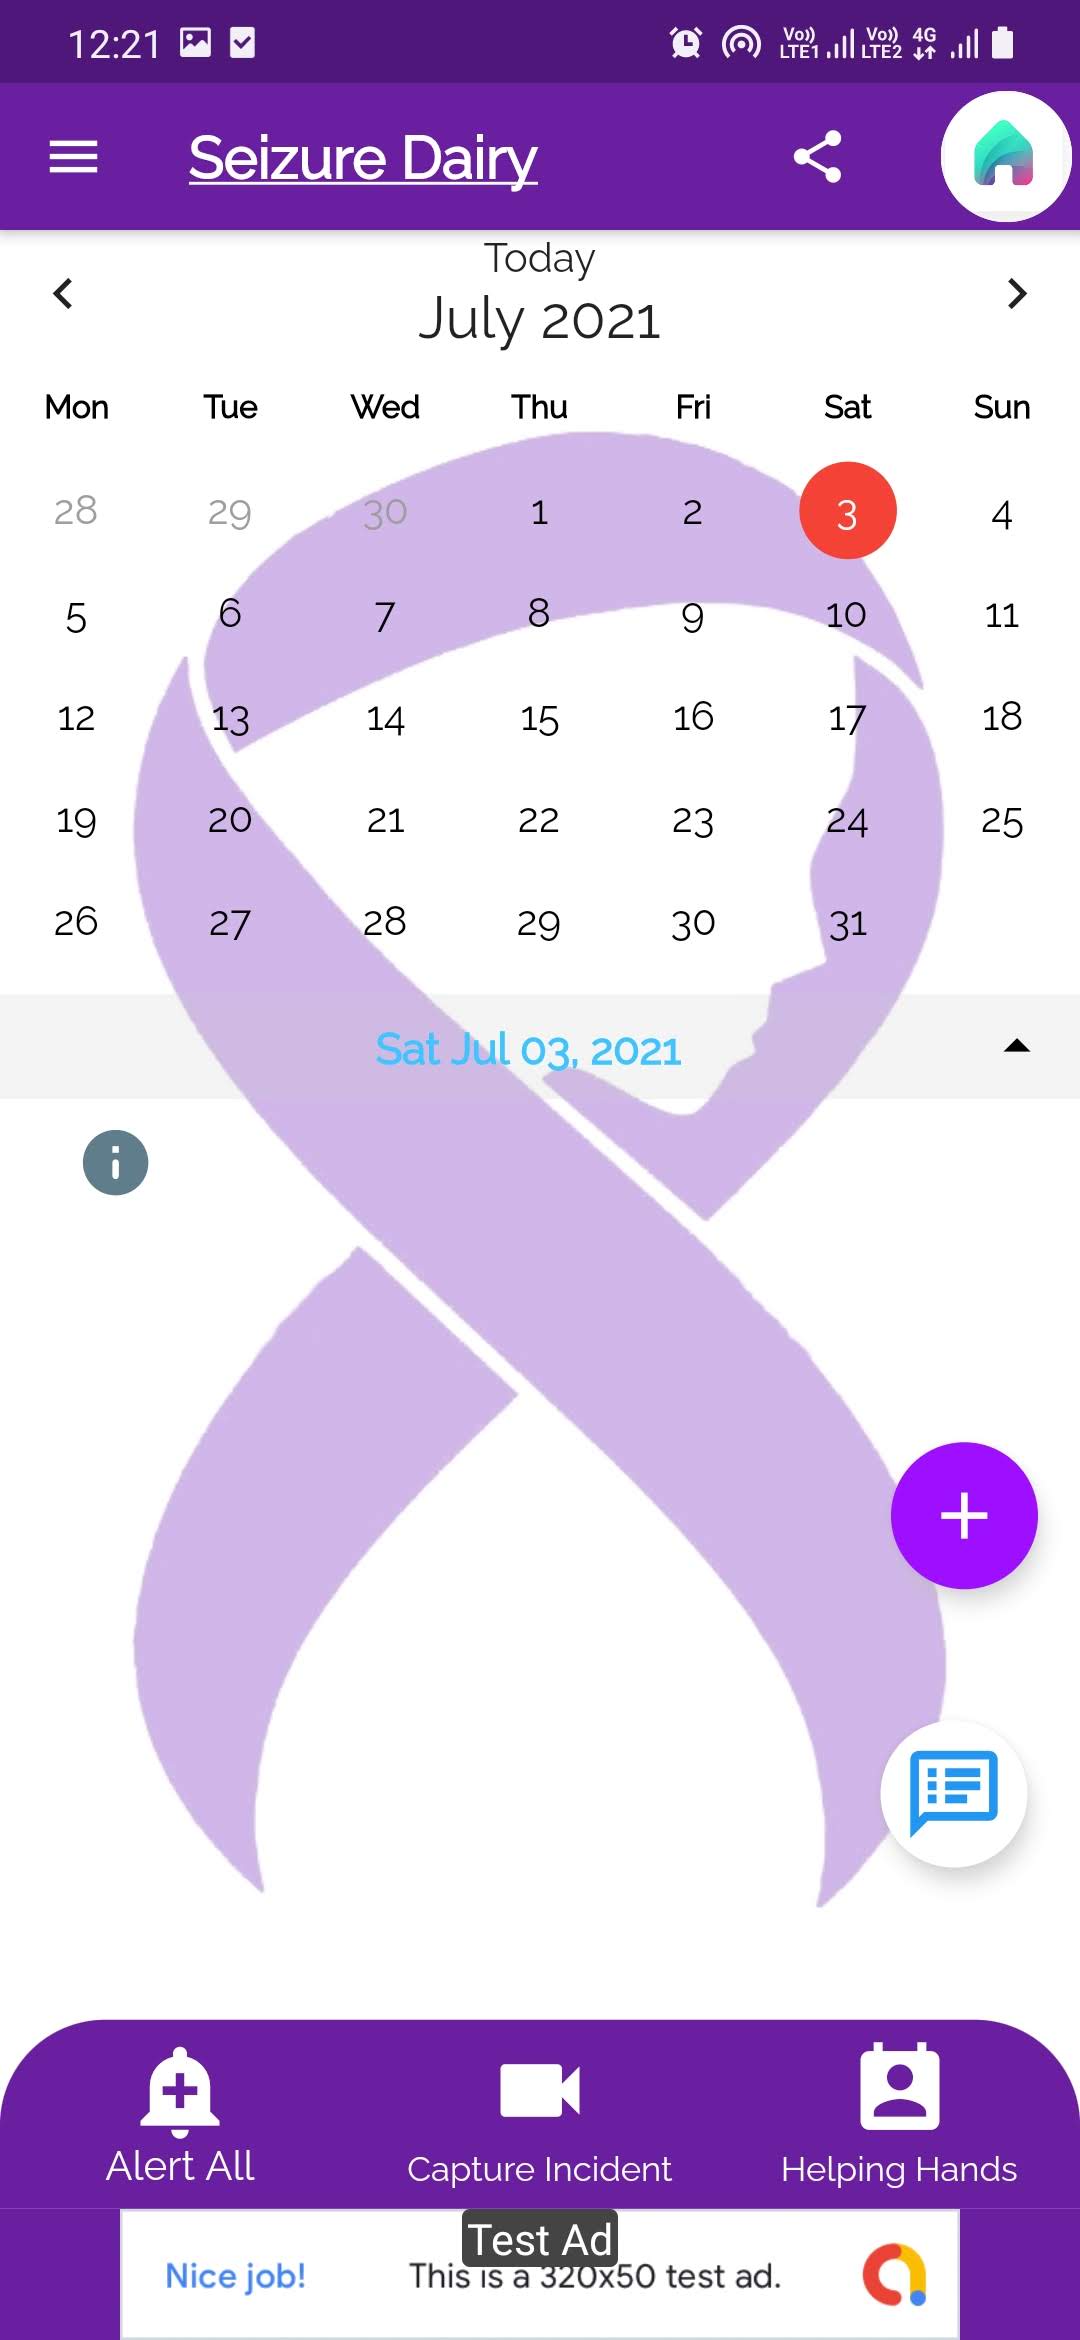 12:21 Vo)) LTE1 Vo)) LTE2 4G
Seizure Dairy
Today
July 2021
Mon Tue Wed Thu Fri Sat Sun
28 29 30 1 2 3 4
5 6 7 8 9 10 11
12 13 14 15 16 17 18
19 20 21 22 23 24 25
26 27 28 29 30 31
Sat Jul 03, 2021
Alert All Capture Incident Helping Hands
Test Ad
Nice job! This is a 320x50 test ad.